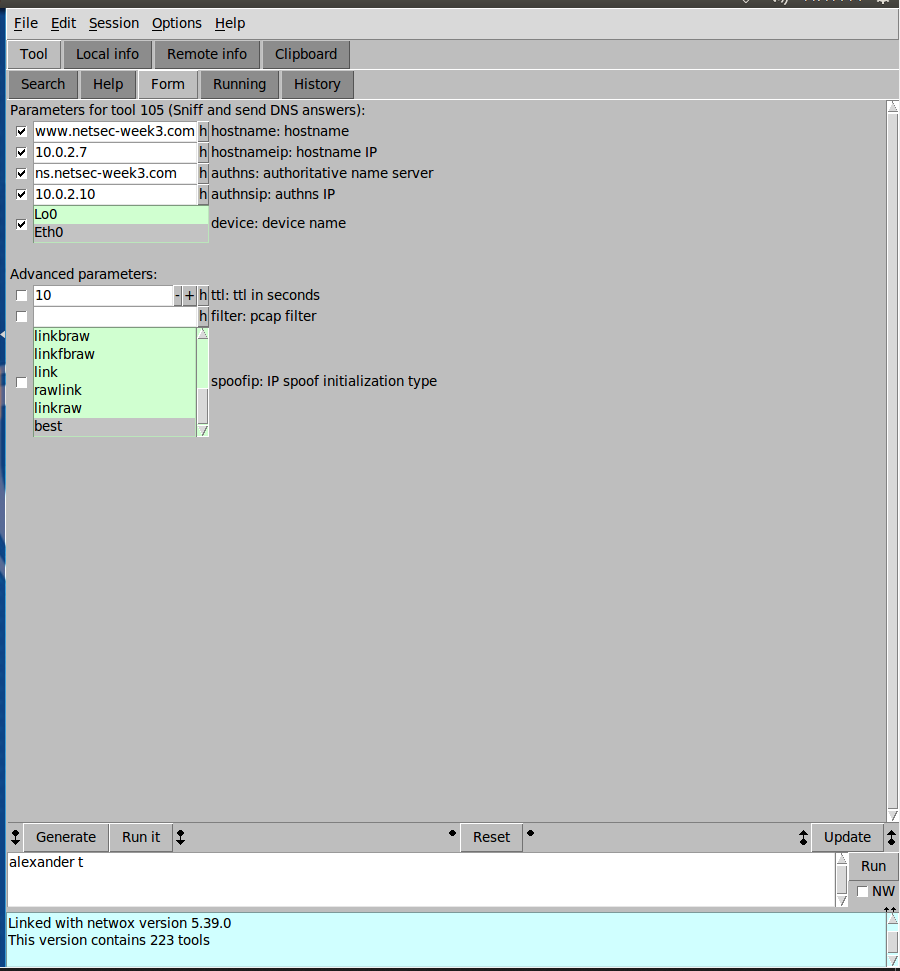 File Edit Session Options Help
Tool Local info Remote info Clipboard
Search Help Form Running History
Parameters for tool 105 (Sniff and send DNS answers):
www.netsec-week3.com h hostname: hostname
10.0.2.7 h hostnameip: hostname IP
ns.netsec-week3.com h authns: authoritative name server
10.0.2.10 h authnsip: authns IP
Lo0
Eth0
device: device name
Advanced parameters:
10 - + h ttl: ttl in seconds
h filter: pcap filter
linkbraw
linkfbraw
link
rawlink
linkraw
best
spoofip: IP spoof initialization type
Generate Run it Reset Update
alexander t
Run
NW
Linked with netwox version 5.39.0
This version contains 223 tools